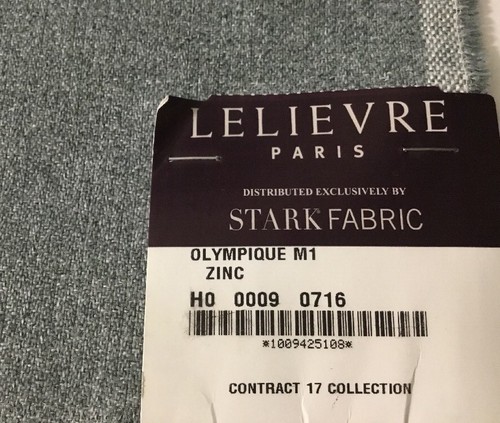 LELIEVRE
PARIS
DISTRIBUTED EXCLUSIVELY BY
STARK® FABRIC
OLYMPIQUE M1
ZINC
H0 0009 0716
*1009425108*
CONTRACT 17 COLLECTION